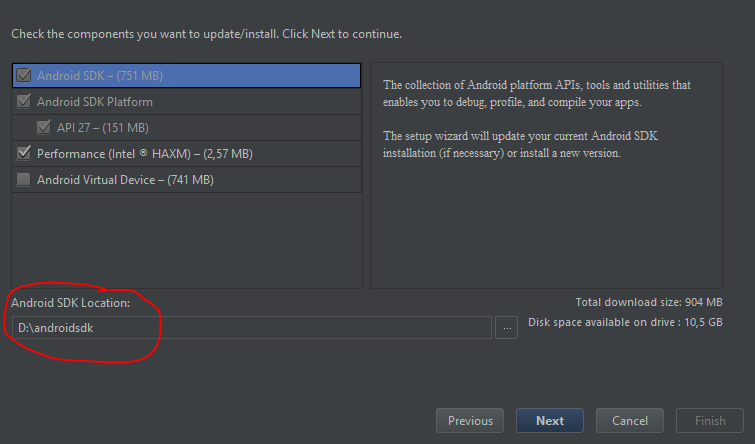 Check the components you want to update/install. Click Next to continue.
Android SDK – (751 MB)
Android SDK Platform
API 27 – (151 MB)
Performance (Intel ® HAXM) – (2,57 MB)
Android Virtual Device – (741 MB)
The collection of Android platform APIs, tools and utilities that
enables you to debug, profile, and compile your apps.
The setup wizard will update your current Android SDK
installation (if necessary) or install a new version.
Android SDK Location:
D:\androidsdk
...
Total download size: 904 MB
Disk space available on drive : 10,5 GB
Previous
Next
Cancel
Finish